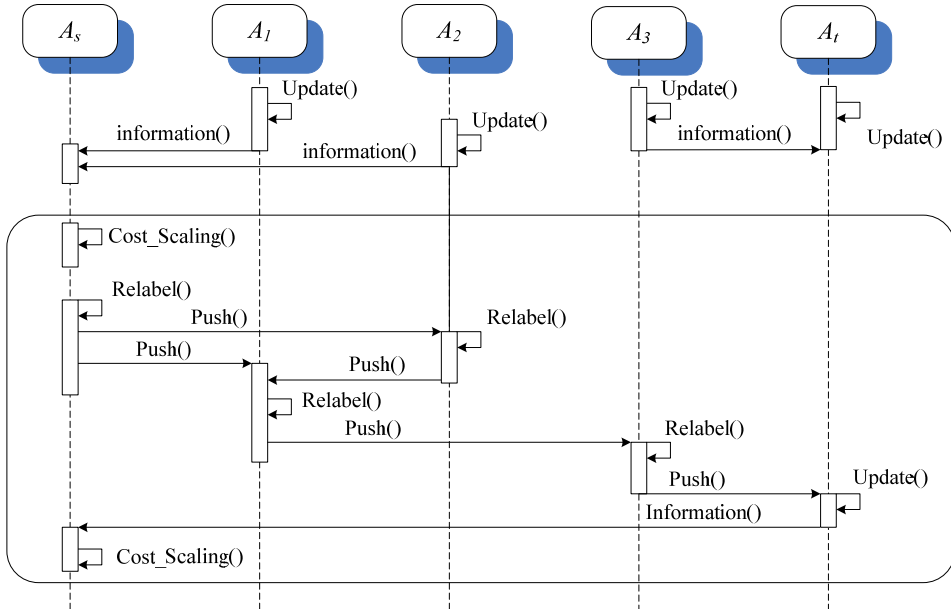 As A1 A2 A3 At
Update()
Update()
Update()
Update()
information()
information()
information()
Cost_Scaling()
Relabel()
Push()
Relabel()
Push()
Push()
Relabel()
Push()
Relabel()
Push()
Update()
Information()
Cost_Scaling()